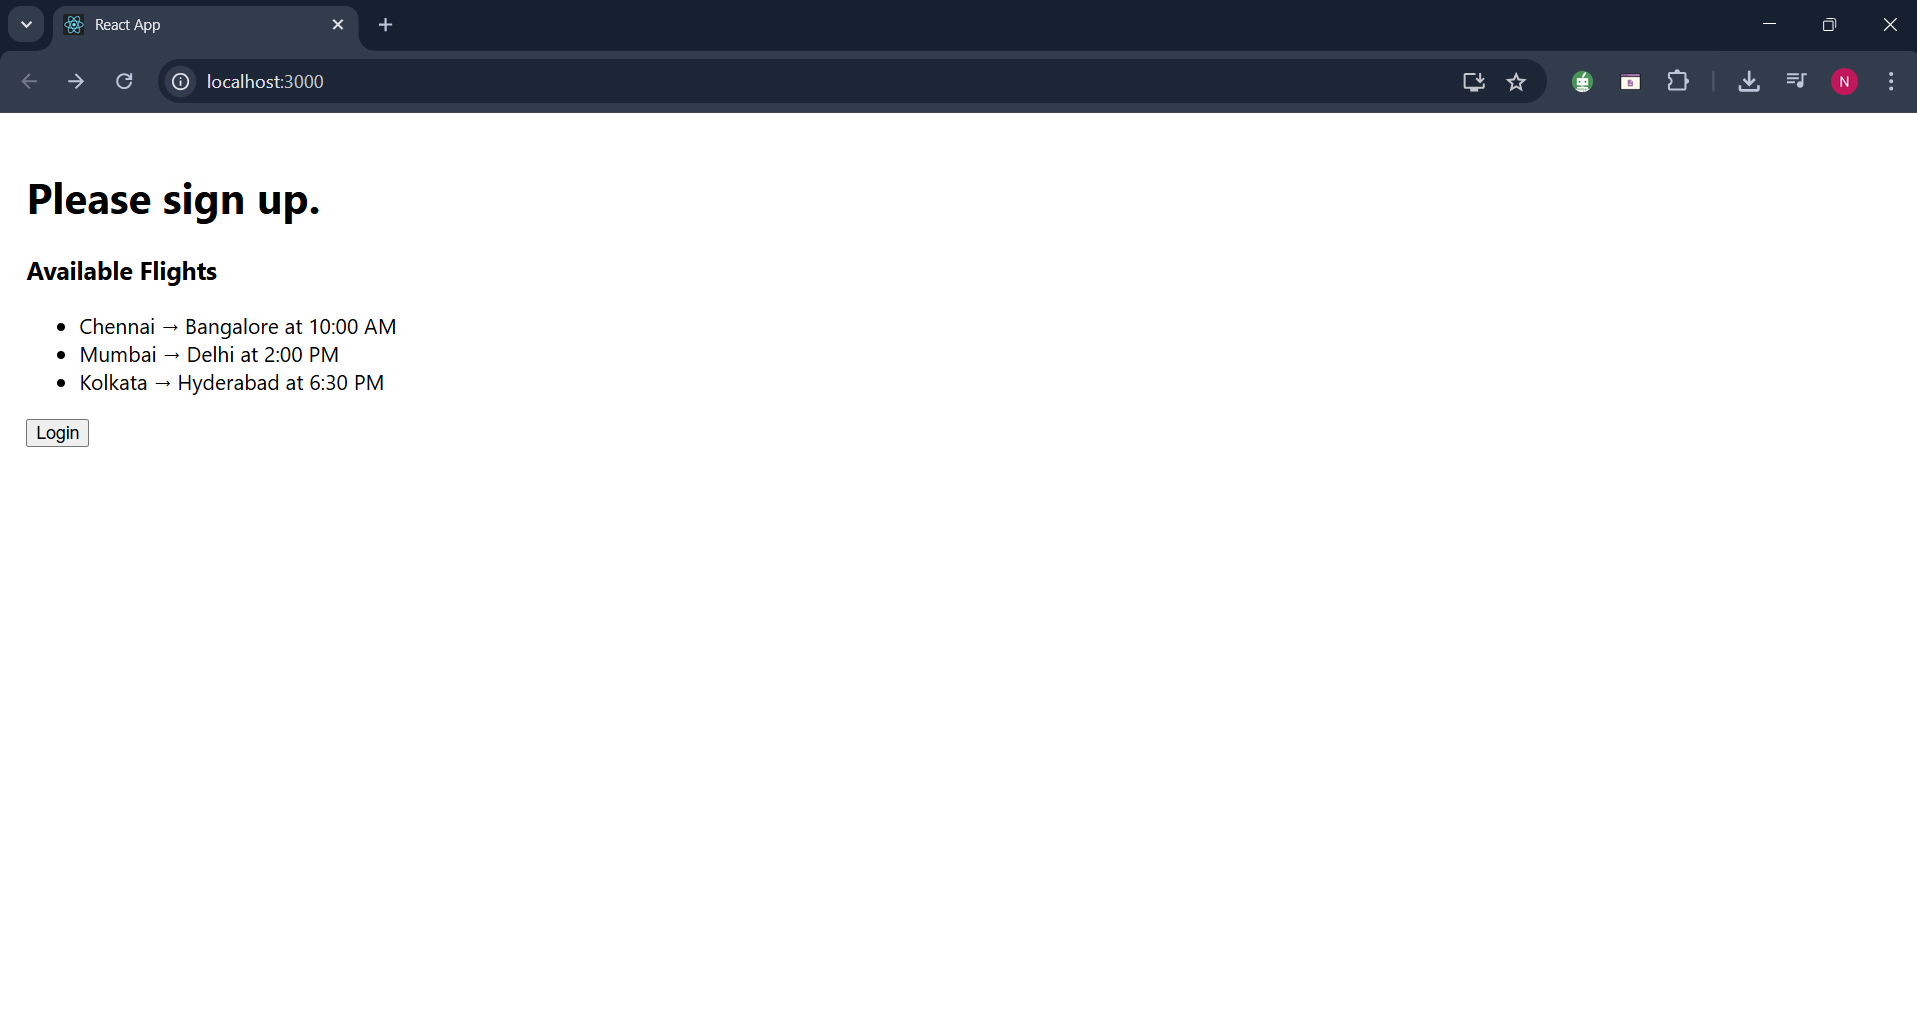 React App
localhost:3000
N
Please sign up.
Available Flights
Chennai → Bangalore at 10:00 AM
Mumbai → Delhi at 2:00 PM
Kolkata → Hyderabad at 6:30 PM
Login